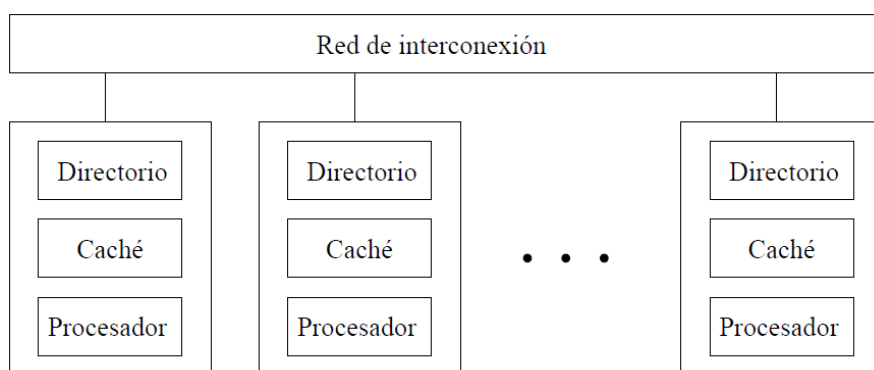 Red de interconexión
Directorio
Directorio
Directorio
Caché
Caché
Caché
Procesador
Procesador
Procesador